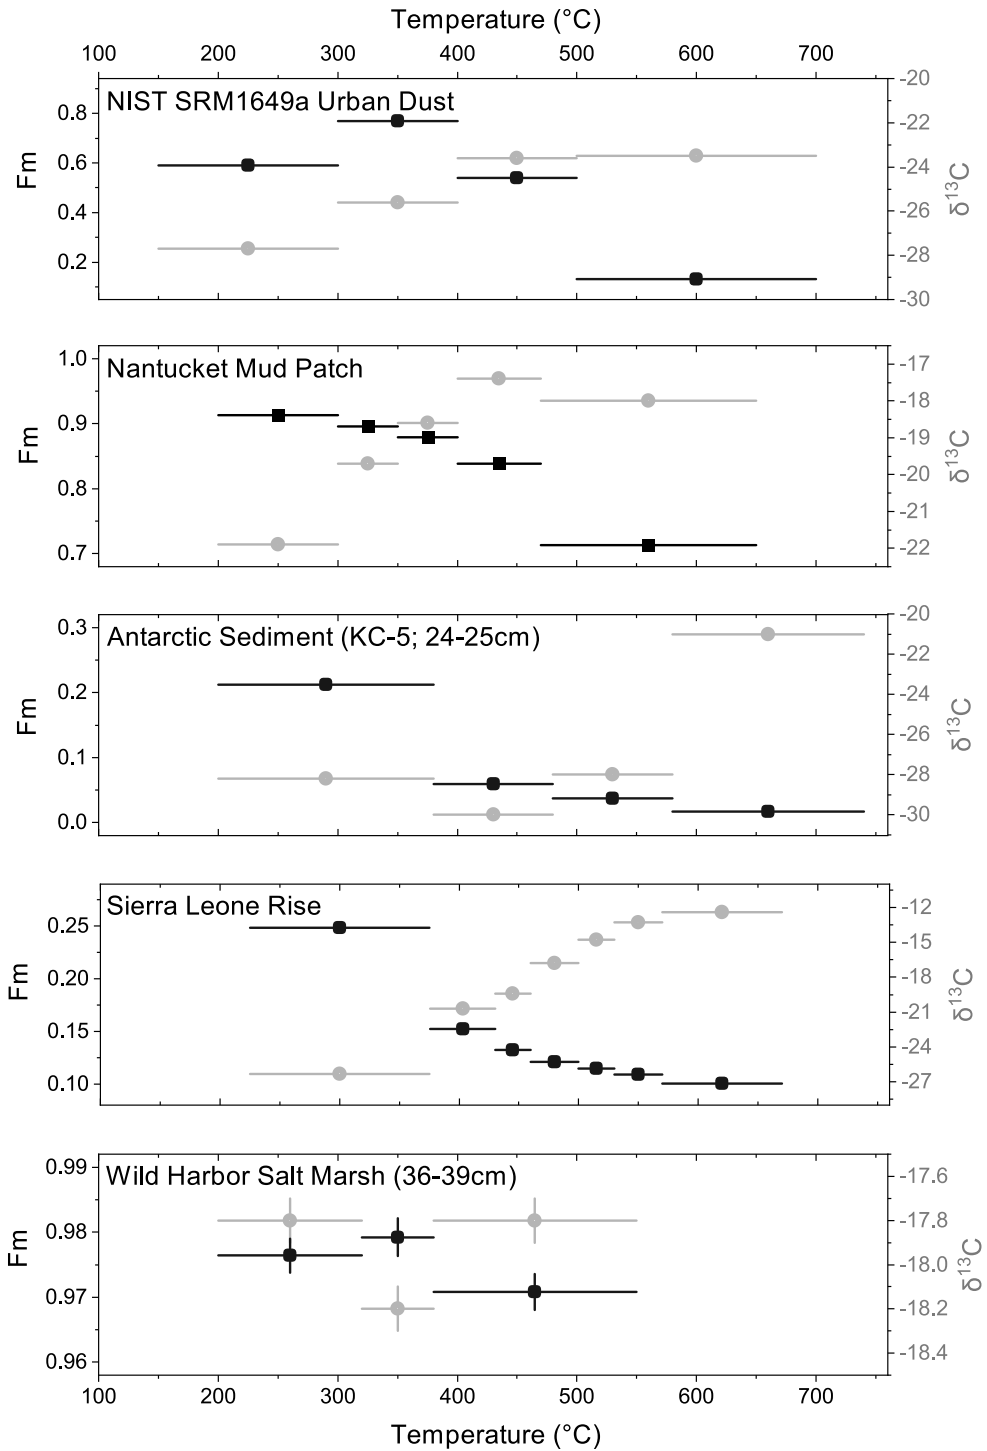 Temperature (°C)
100 200 300 400 500 600 700
NIST SRM1649a Urban Dust
Fm
0.8
0.6
0.4
0.2
-20
-22
-24
-26
-28
-30
δ¹³C
Nantucket Mud Patch
Fm
1.0
0.9
0.8
0.7
-17
-18
-19
-20
-21
-22
δ¹³C
Antarctic Sediment (KC-5; 24-25cm)
Fm
0.3
0.2
0.1
0.0
-20
-22
-24
-26
-28
-30
δ¹³C
Sierra Leone Rise
Fm
0.25
0.20
0.15
0.10
-12
-15
-18
-21
-24
-27
δ¹³C
Wild Harbor Salt Marsh (36-39cm)
Fm
0.99
0.98
0.97
0.96
-17.6
-17.8
-18.0
-18.2
-18.4
δ¹³C
100 200 300 400 500 600 700
Temperature (°C)